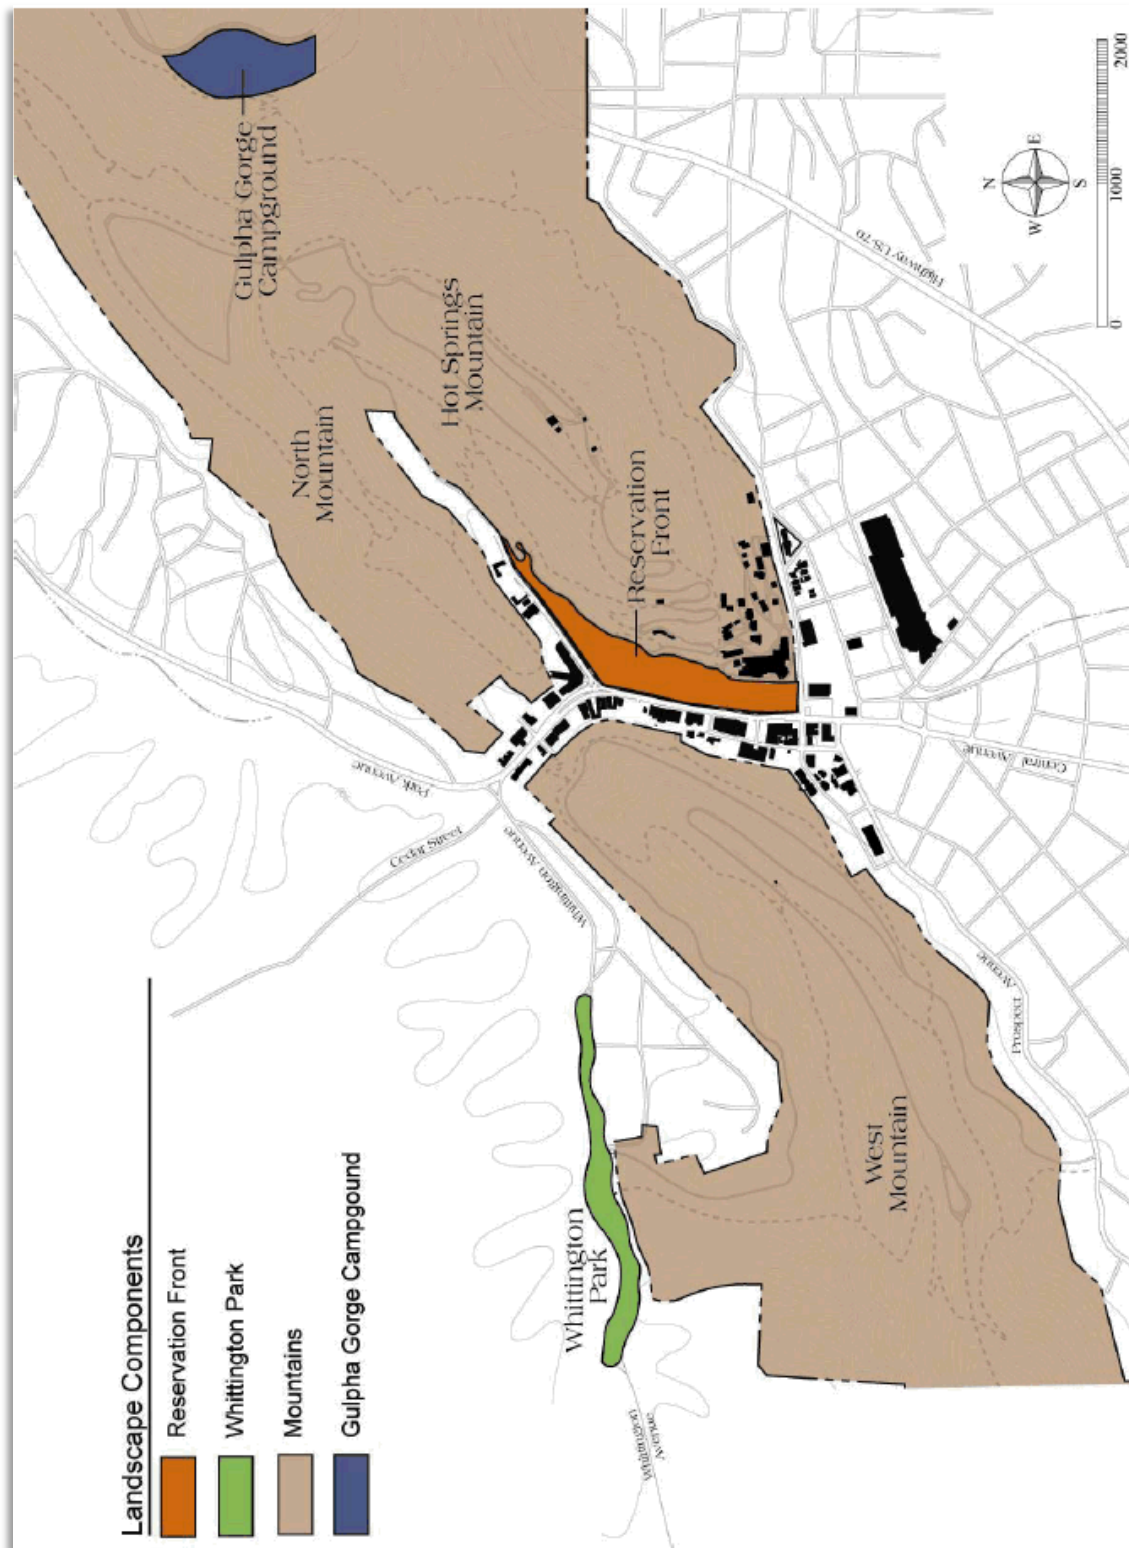 Landscape Components
Reservation Front
Whittington Park
Mountains
Gulpha Gorge Campgound
Gulpha Gorge
Campground
North
Mountain
Hot Springs
Mountain
Reservation
Front
Whittington
Park
West
Mountain
Park Avenue
Cedar Street
Whittington Avenue
Whittington
Avenue
Prospect
Avenue
Central Avenue
Highway US-70
N
E
S
W
0
1000
2000